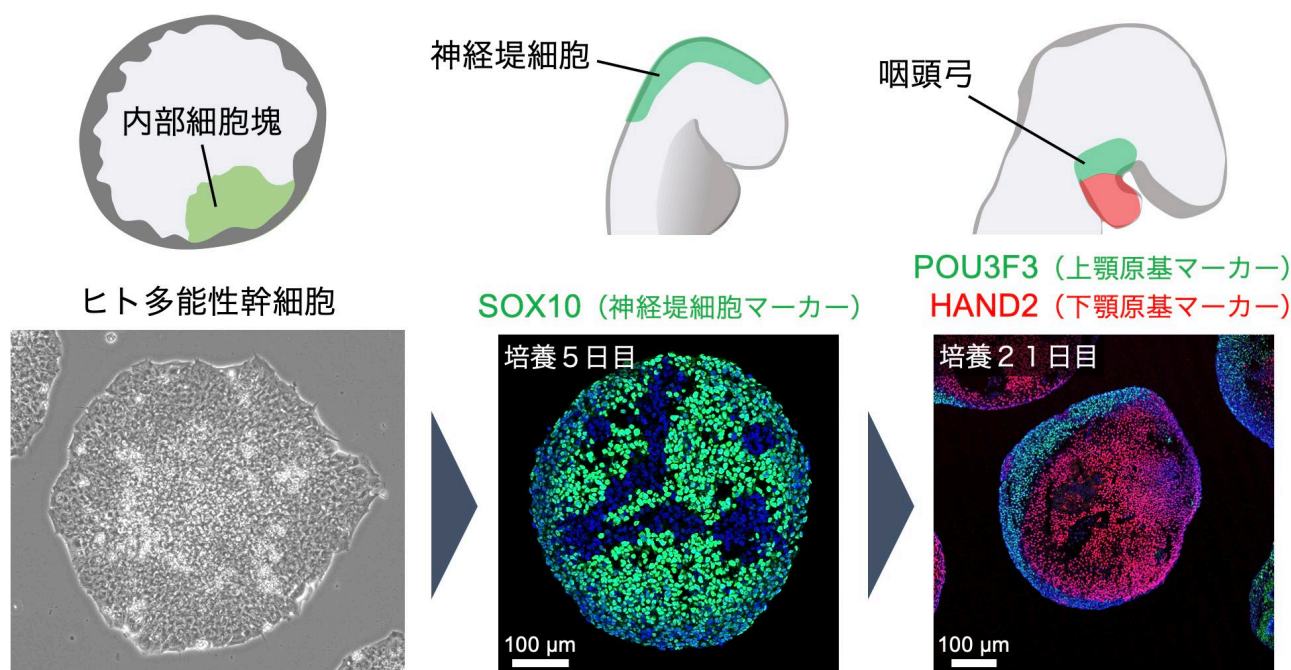 内部細胞塊
神経堤細胞
咽頭弓
ヒト多能性幹細胞
SOX10（神経堤細胞マーカー）
POU3F3（上顎原基マーカー）
HAND2（下顎原基マーカー）
培養５日目
100 µm
培養２１日目
100 µm